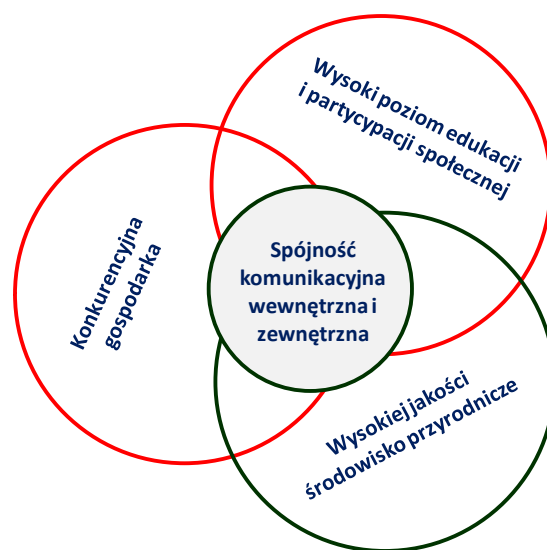 Wysoki poziom edukacji
i partycypacji społecznej
Konkurencyjna
gospodarka
Spójność
komunikacyjna
wewnętrzna i
zewnętrzna
Wysokiej jakości
środowisko przyrodnicze